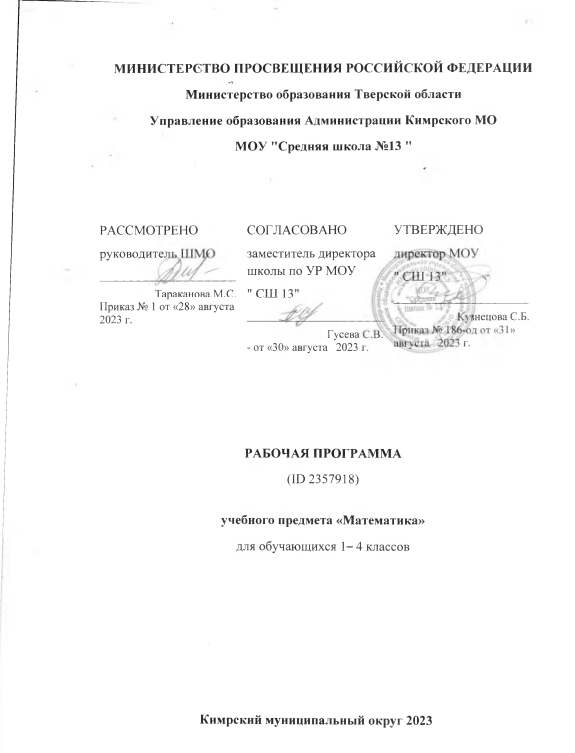 МИНИСТЕРСТВО ПРОСВЕЩЕНИЯ РОССИЙСКОЙ ФЕДЕРАЦИИ
Министерство образования Тверской области
Управление образования Администрации Кимрского МО
МОУ "Средняя школа №13 "
РАССМОТРЕНО
руководитель ШМО
Тараканова М.С.
Приказ № 1 от «28» августа
2023 г.
СОГЛАСОВАНО
заместитель директора
школы по УР МОУ
" СШ 13"
Гусева С.В.
- от «30» августа 2023 г.
УТВЕРЖДЕНО
директор МОУ
" СШ 13"
Кузнецова С.Б.
Приказ № 186-од от «31»
августа 2023 г.
РАБОЧАЯ ПРОГРАММА
(ID 2357918)
учебного предмета «Математика»
для обучающихся 1– 4 классов
Кимрский муниципальный округ 2023